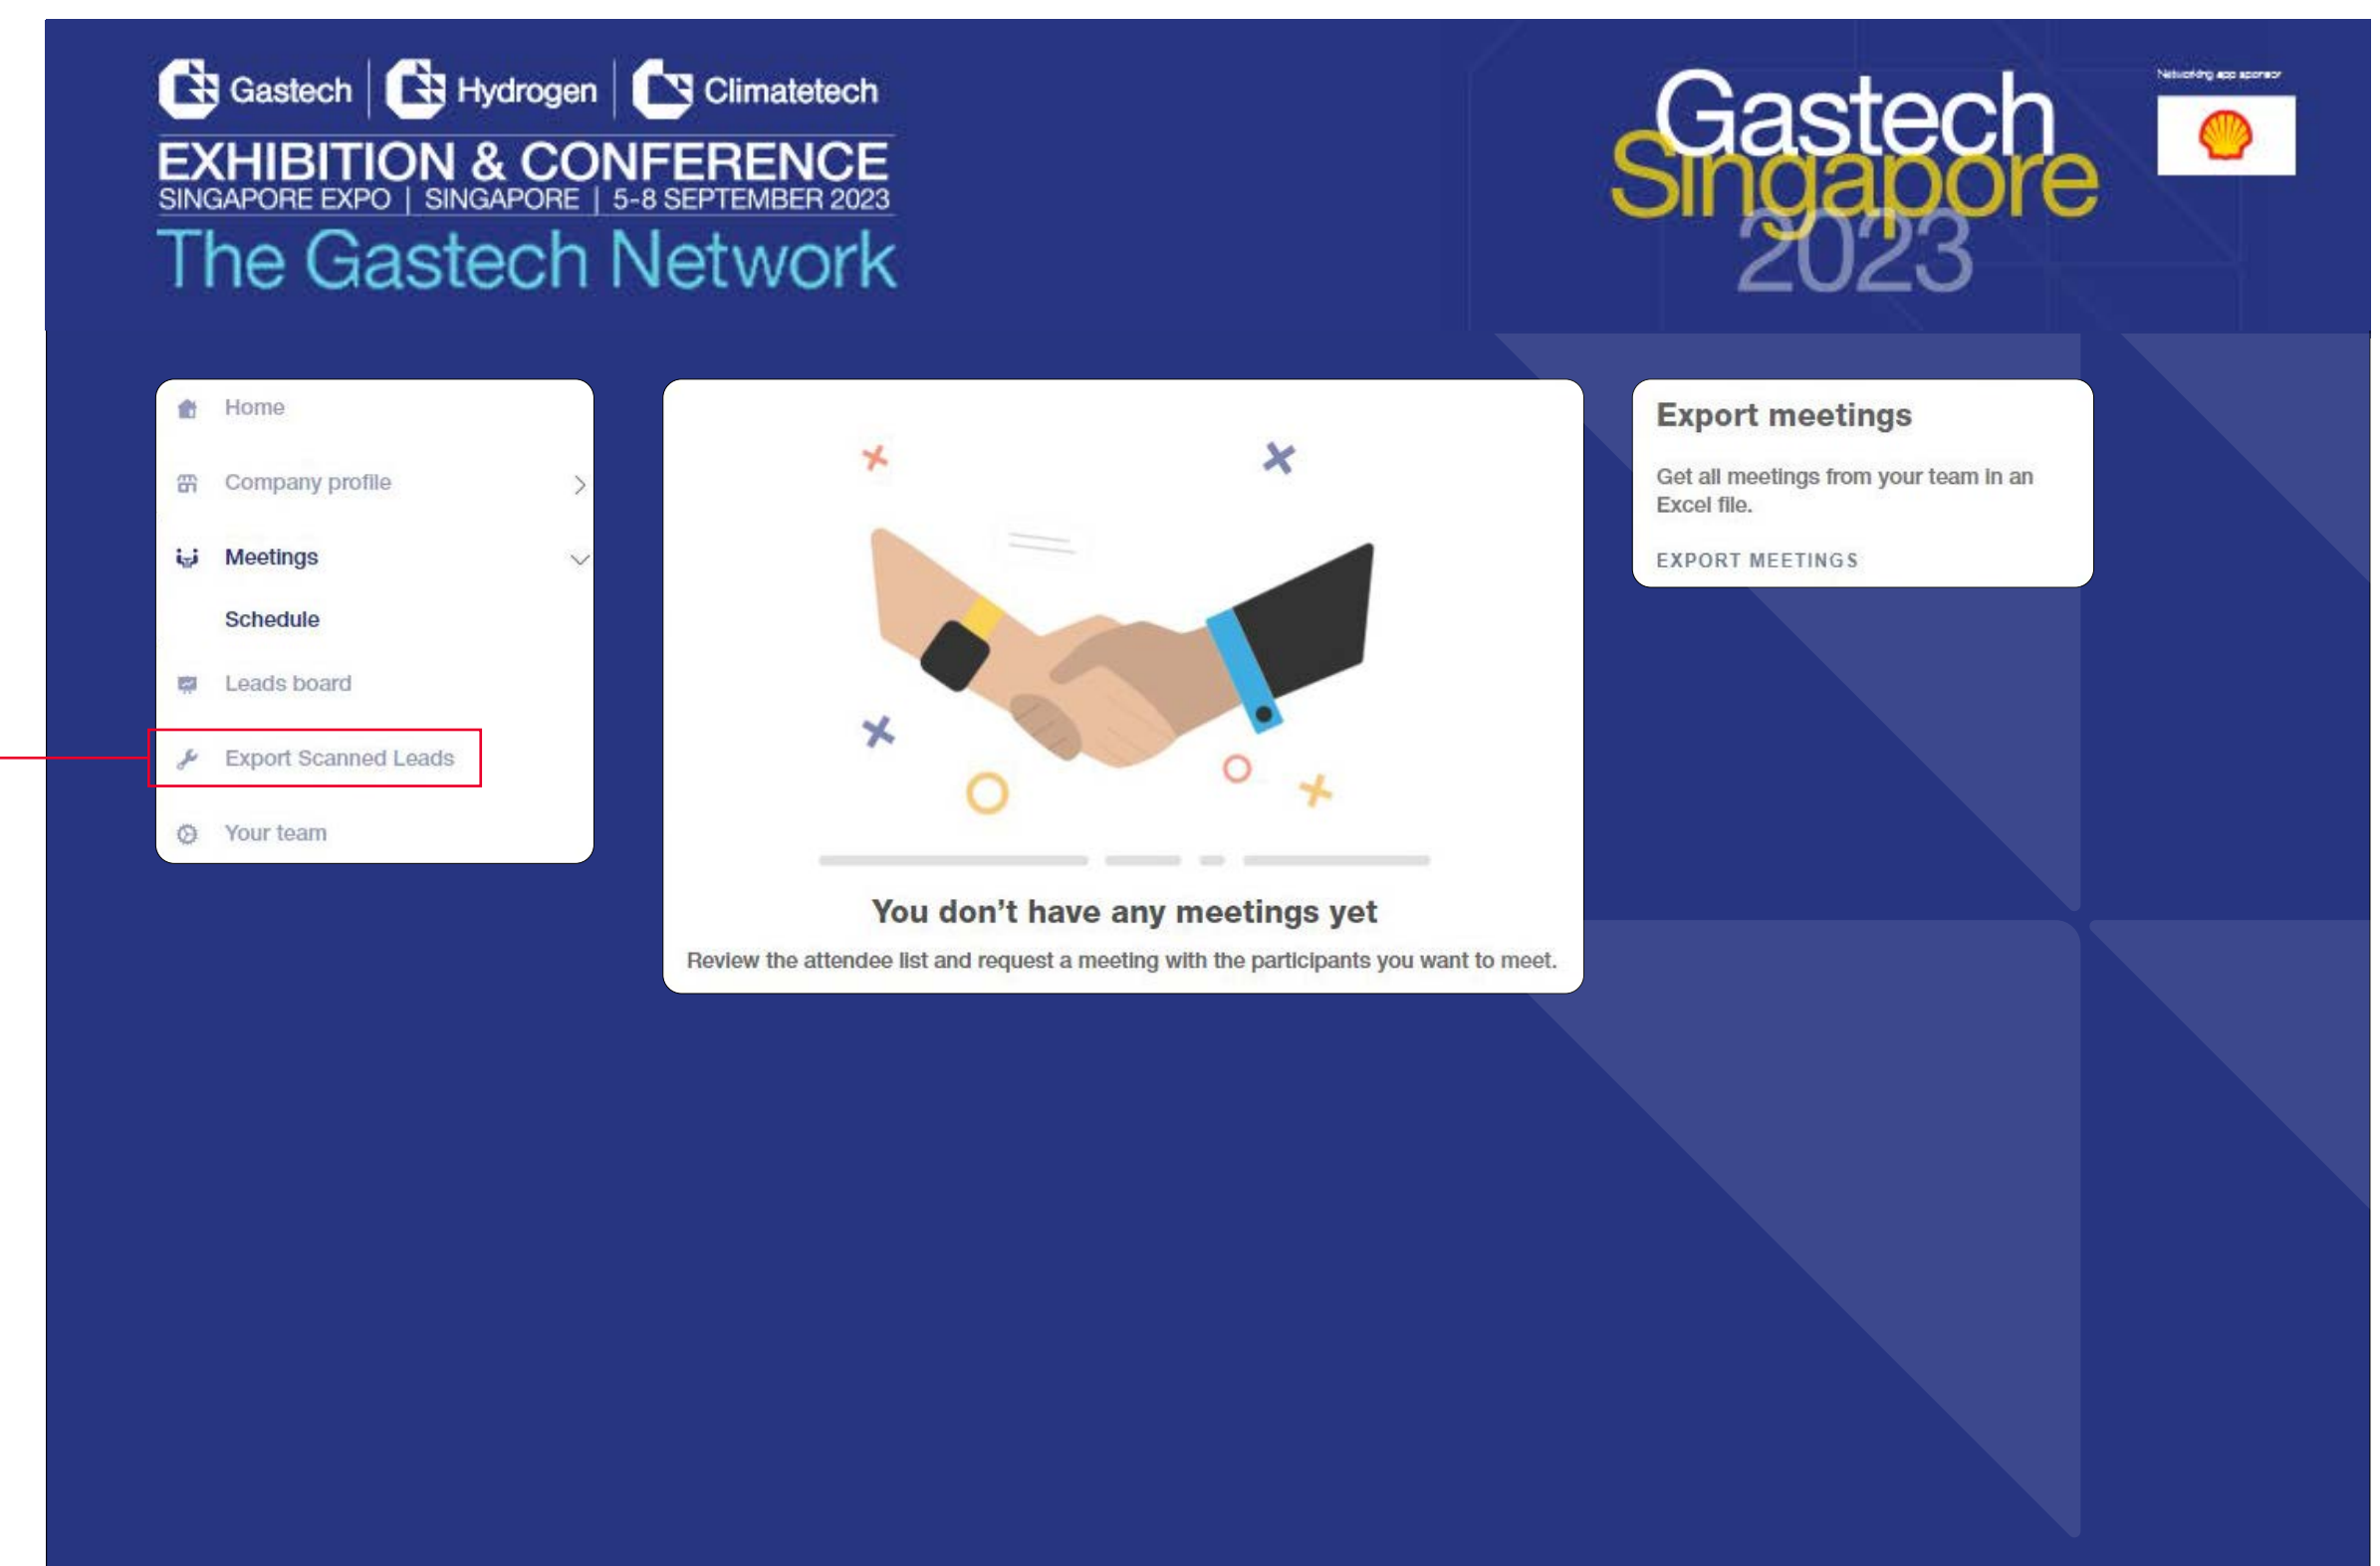 Gastech Hydrogen Climatetech
EXHIBITION & CONFERENCE
SINGAPORE EXPO | SINGAPORE | 5-8 SEPTEMBER 2023
The Gastech Network
Gastech
Singapore
2023
Networking app sponsor
Home
Company profile
Meetings
Schedule
Leads board
Export Scanned Leads
Your team
You don't have any meetings yet
Review the attendee list and request a meeting with the participants you want to meet.
Export meetings
Get all meetings from your team in an
Excel file.
EXPORT MEETINGS